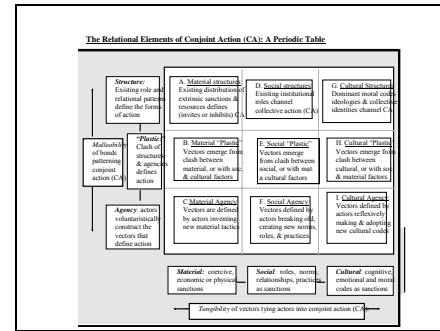 The Relational Elements of Conjoint Action (CA): A Periodic Table
Structure:
Existing role and
relational patterns
define the forms
of action
A. Material structures:
Existing distribution of
extrinsic sanctions &
resources defines
(invites or inhibits) CA
D. Social structures:
Existing institutional
roles channel
collective action (CA)
G. Cultural Structures
Dominant moral codes
ideologies & collective
identities channel CA
Malleability
of bonds
patterning
conjoint
action (CA)
"Plastic:"
Clash of
structures
& agencies
defines
action
B. Material "Plastic"
Vectors emerge from
clash between
material, or with soc.
& cultural factors
E. Social "Plastic"
Vectors emerge
from clash between
social, or with mat.
& cultural factors
H. Cultural "Plastic"
Vectors emerge from
clash between
cultural, or with soc
& material factors
Agency: actors
voluntaristically
construct the
vectors that
define action
C. Material Agency:
Vectors are defined
by actors inventing
new material tactics
F. Social Agency:
Vectors defined by
actors breaking old,
creating new norms,
roles, & practices
I. Cultural Agency:
Vectors defined by
actors reflexively
making & adopting
new cultural codes
Material: coercive,
economic or physical
sanctions
Social: roles, norms,
relationships, practices
as sanctions
Cultural: cognitive,
emotional and moral
codes as sanctions
Tangibility of vectors tying actors into conjoint action (CA)